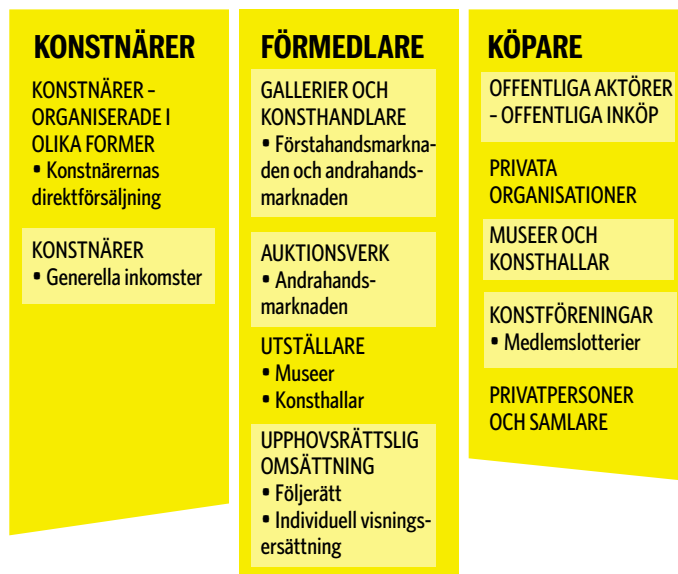 KONSTNÄRER
KONSTNÄRER –
ORGANISERADE I
OLIKA FORMER
• Konstnärernas
direktförsäljning
KONSTNÄRER
• Generella inkomster
FÖRMEDLARE
GALLERIER OCH
KONSTHANDLARE
• Förstahandsmarkna-
den och andrahands-
marknaden
AUKTIONSVERK
• Andrahands-
marknaden
UTSTÄLLARE
• Museer
• Konsthallar
UPPHOVSRÄTTSLIG
OMSÄTTNING
• Följerätt
• Individuell visnings-
ersättning
KÖPARE
OFFENTLIGA AKTÖRER
– OFFENTLIGA INKÖP
PRIVATA
ORGANISATIONER
MUSEER OCH
KONSTHALLAR
KONSTFÖRENINGAR
• Medlemslotterier
PRIVATPERSONER
OCH SAMLARE